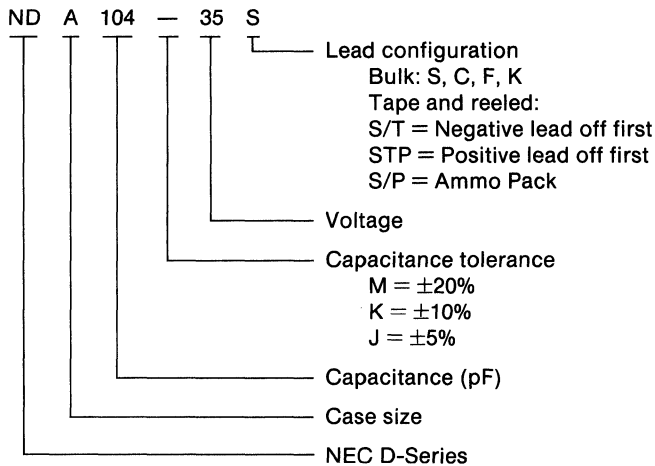 ND A 104 — 35 S
Lead configuration
Bulk: S, C, F, K
Tape and reeled:
S/T = Negative lead off first
STP = Positive lead off first
S/P = Ammo Pack
Voltage
Capacitance tolerance
M = ±20%
K = ±10%
J = ±5%
Capacitance (pF)
Case size
NEC D-Series